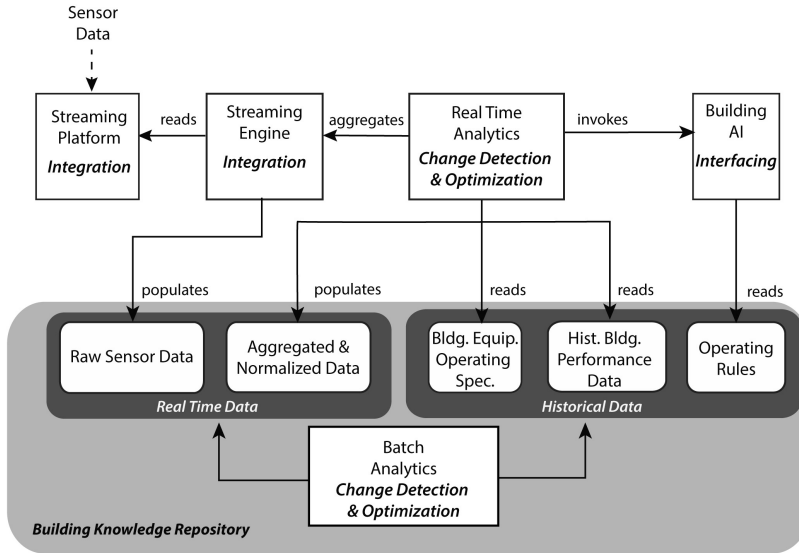 Sensor
Data
Streaming
Platform
Integration
reads
Streaming
Engine
Integration
aggregates
Real Time
Analytics
Change Detection
& Optimization
invokes
Building
AI
Interfacing
populates
populates
reads
reads
reads
Raw Sensor Data
Aggregated &
Normalized Data
Real Time Data
Bldg. Equip.
Operating
Spec.
Hist. Bldg.
Performance
Data
Operating
Rules
Historical Data
Batch
Analytics
Change Detection
& Optimization
Building Knowledge Repository